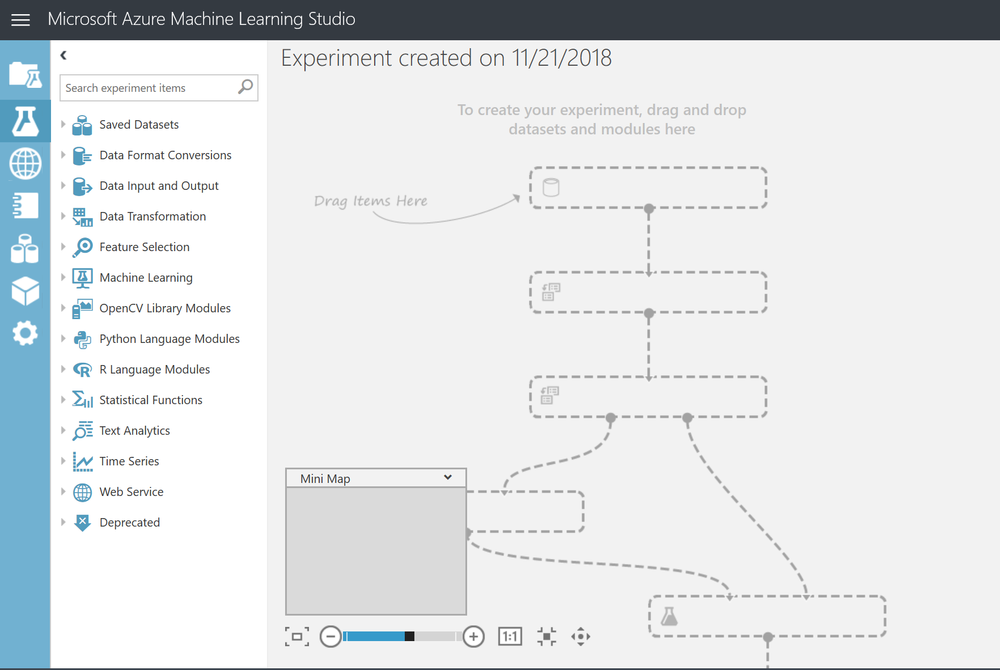 Microsoft Azure Machine Learning Studio
Experiment created on 11/21/2018
Search experiment items
Saved Datasets
Data Format Conversions
Data Input and Output
Data Transformation
Feature Selection
Machine Learning
OpenCV Library Modules
Python Language Modules
R Language Modules
Statistical Functions
Text Analytics
Time Series
Web Service
Deprecated
To create your experiment, drag and drop
datasets and modules here
Drag Items Here
Mini Map
1:1